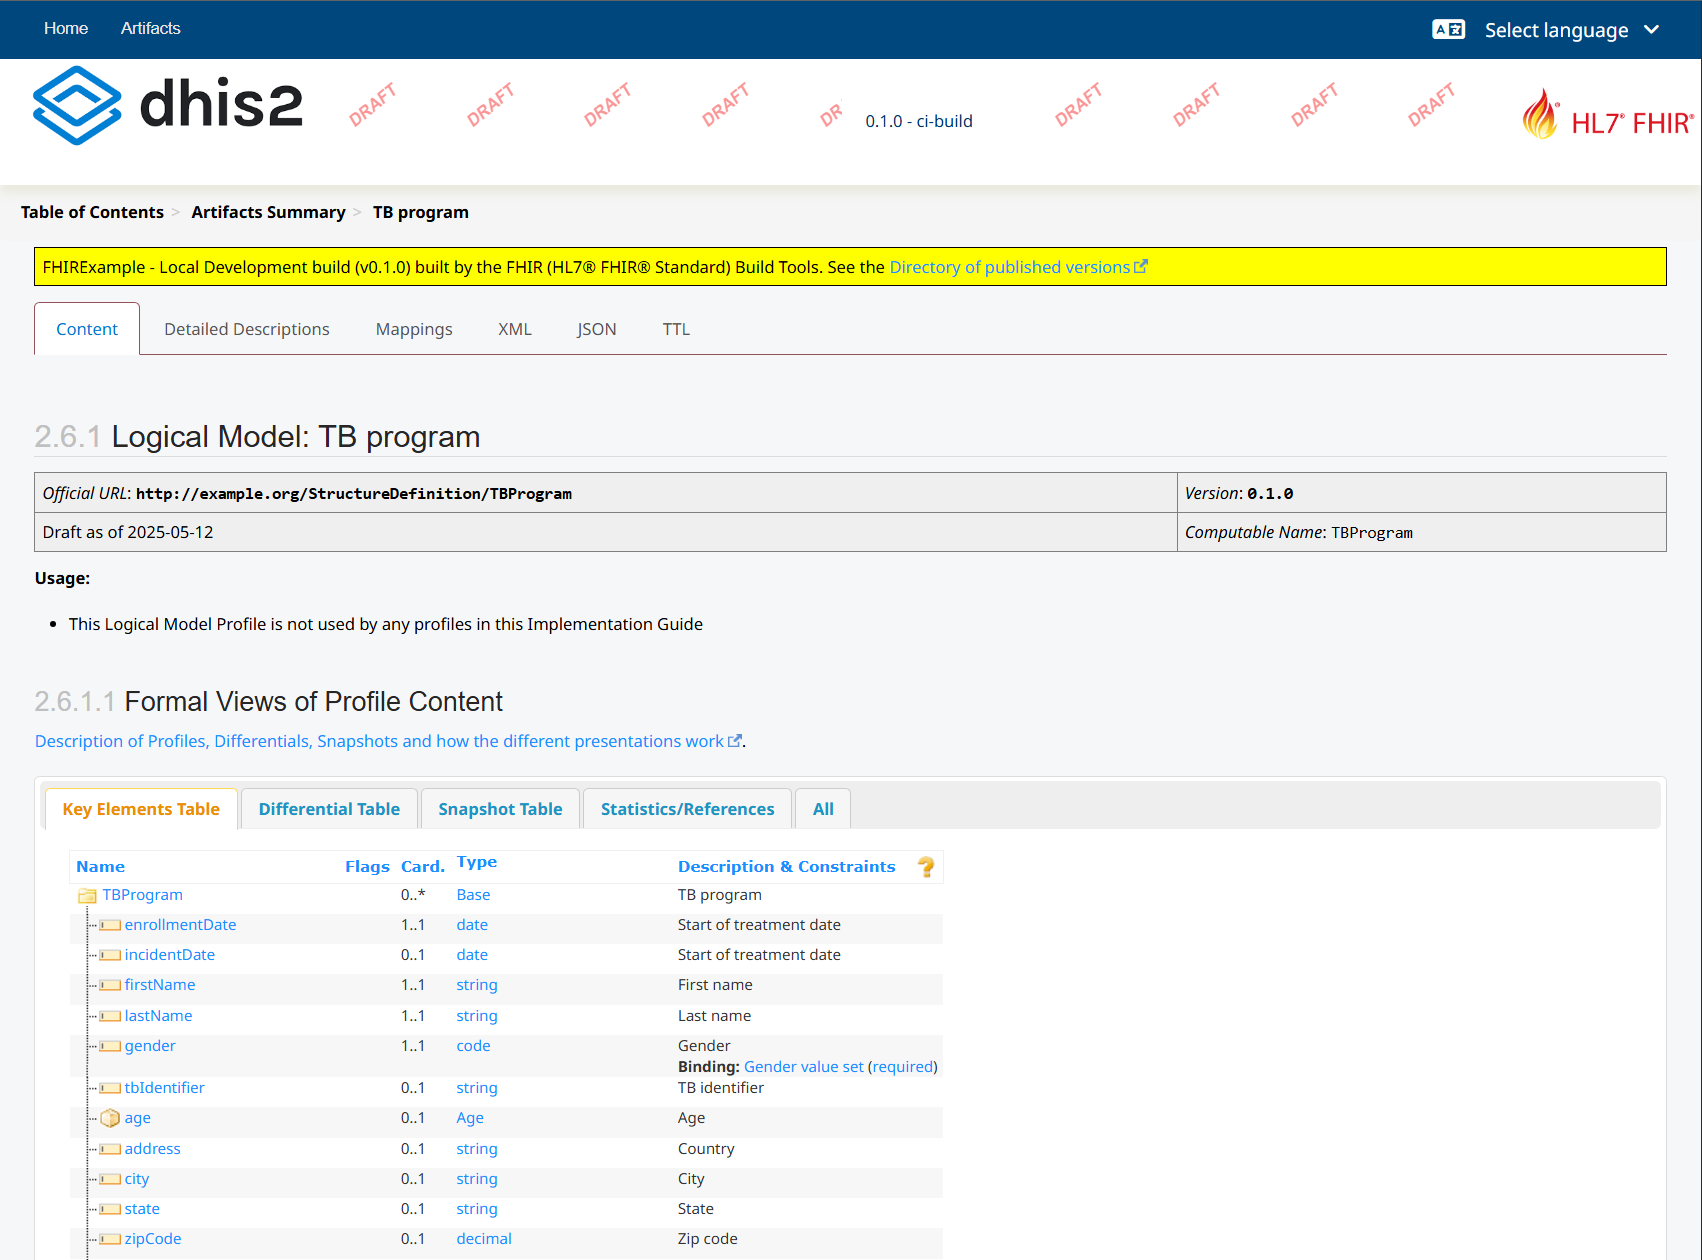 Home Artifacts Select language
dhis2 DRAFT DRAFT DRAFT DRAFT DR 0.1.0 - ci-build DRAFT DRAFT DRAFT DRAFT HL7® FHIR®
Table of Contents > Artifacts Summary > TB program
FHIRExample - Local Development build (v0.1.0) built by the FHIR (HL7® FHIR® Standard) Build Tools. See the Directory of published versions
Content Detailed Descriptions Mappings XML JSON TTL
2.6.1 Logical Model: TB program
Official URL: http://example.org/StructureDefinition/TBProgram Version: 0.1.0
Draft as of 2025-05-12 Computable Name: TBProgram
Usage:
• This Logical Model Profile is not used by any profiles in this Implementation Guide
2.6.1.1 Formal Views of Profile Content
Description of Profiles, Differentials, Snapshots and how the different presentations work.
Key Elements Table Differential Table Snapshot Table Statistics/References All
Name Flags Card. Type Description & Constraints ?
TBProgram 0..* Base TB program
enrollmentDate 1..1 date Start of treatment date
incidentDate 0..1 date Start of treatment date
firstName 1..1 string First name
lastName 1..1 string Last name
gender 1..1 code Gender
Binding: Gender value set (required)
tbIdentifier 0..1 string TB identifier
age 0..1 Age Age
address 0..1 string Country
city 0..1 string City
state 0..1 string State
zipCode 0..1 decimal Zip code